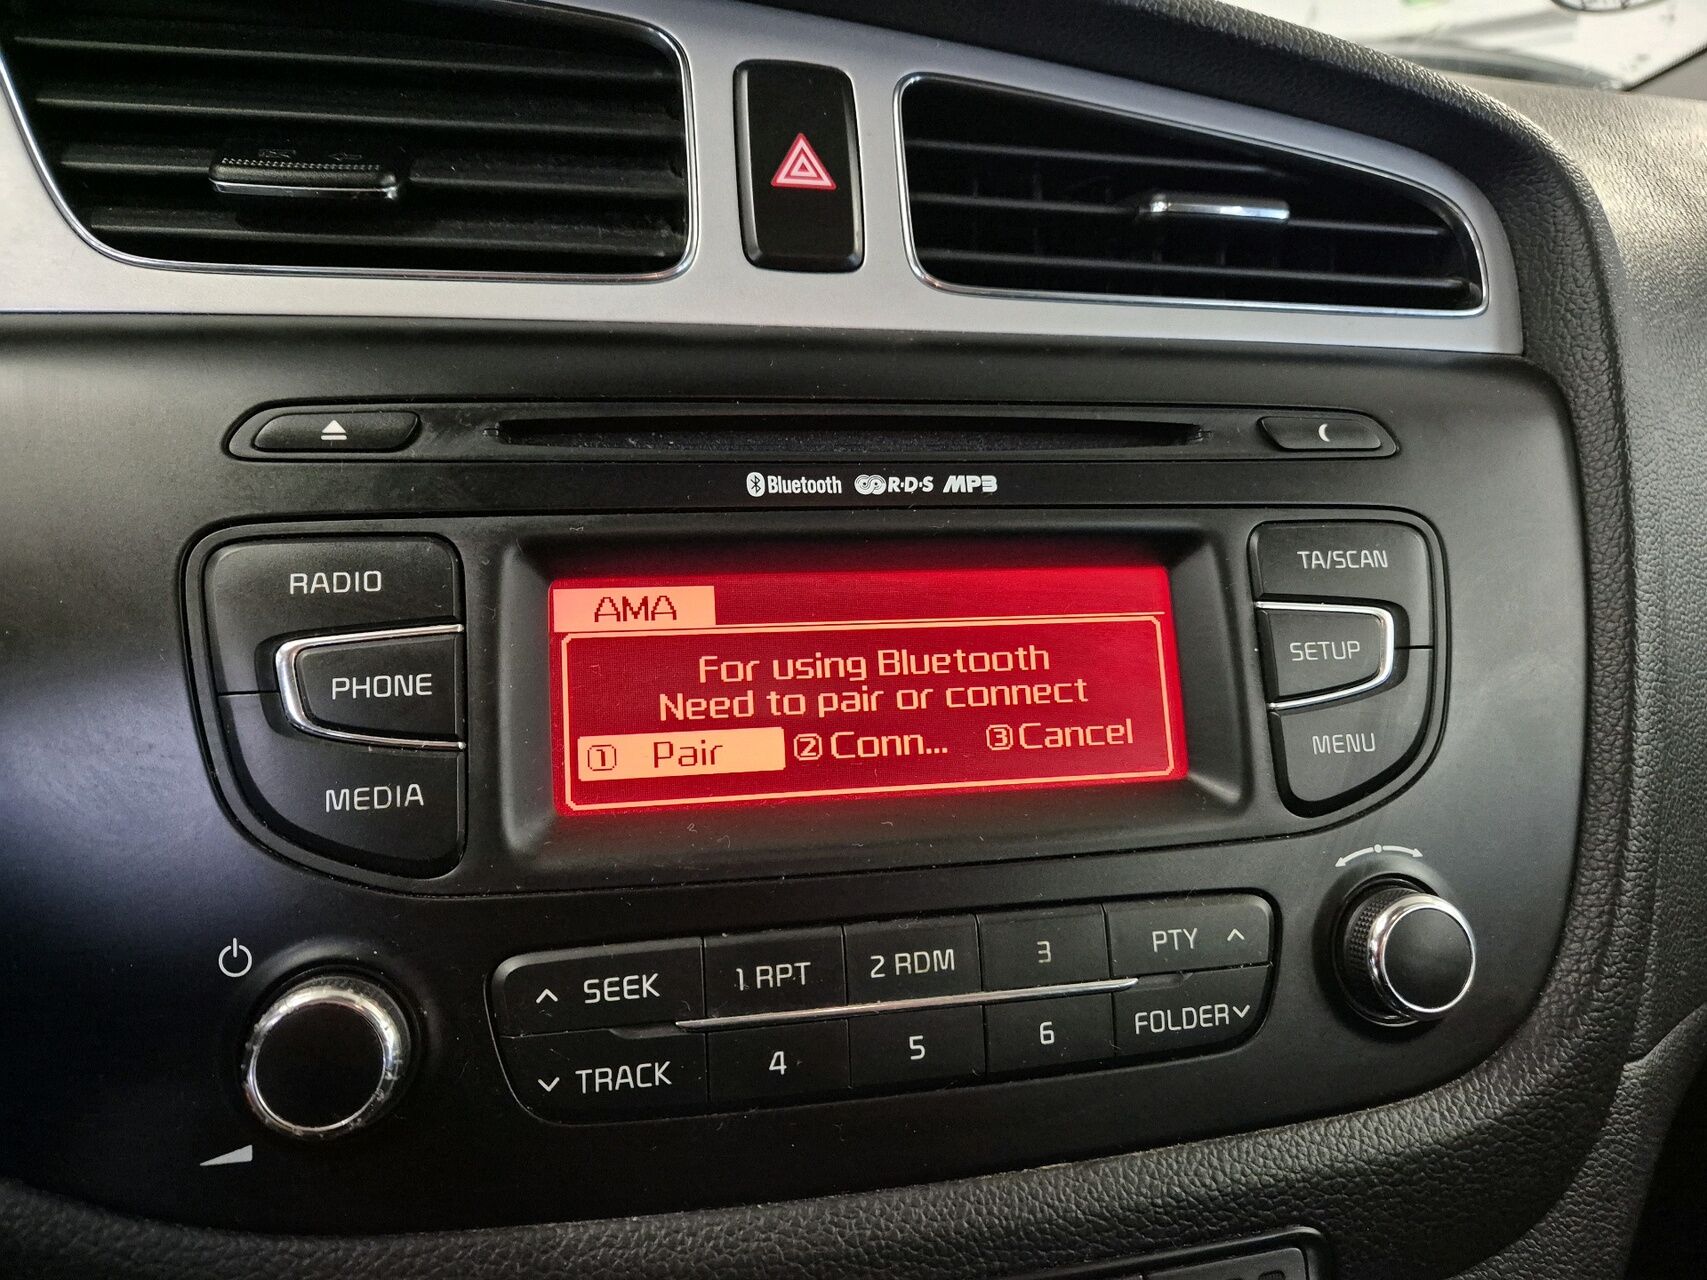 Bluetooth R·D·S MP3
RADIO
PHONE
MEDIA
AMA
For using Bluetooth
Need to pair or connect
1 Pair 2 Conn... 3 Cancel
TA/SCAN
SETUP
MENU
SEEK 1 RPT 2 RDM 3 PTY
TRACK 4 5 6 FOLDER